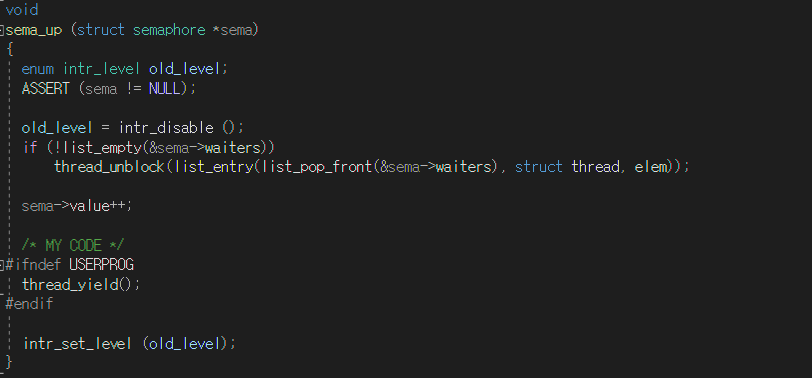 void
sema_up (struct semaphore *sema)
{
enum intr_level old_level;
ASSERT (sema != NULL);
old_level = intr_disable ();
if (!list_empty(&sema->waiters))
thread_unblock(list_entry(list_pop_front(&sema->waiters), struct thread, elem));
sema->value++;
/* MY CODE */
#ifndef USERPROG
thread_yield();
#endif
intr_set_level (old_level);
}